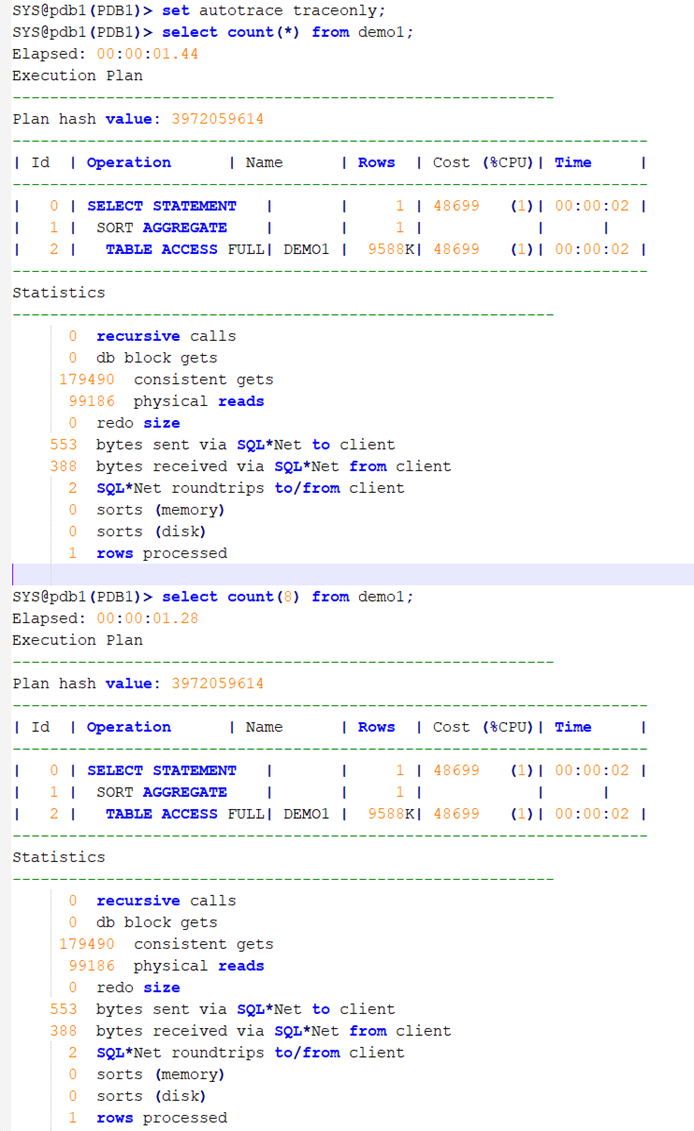 SYS@pdb1(PDB1)> set autotrace traceonly;
SYS@pdb1(PDB1)> select count(*) from demo1;
Elapsed: 00:00:01.44
Execution Plan
----------------------------------------------------------
Plan hash value: 3972059614
--------------------------------------------------------------------
| Id  | Operation      | Name      | Rows  | Cost (%CPU)| Time     |
--------------------------------------------------------------------
|   0 | SELECT STATEMENT   |       |     1 | 48699   (1)| 00:00:02 |
|   1 |  SORT AGGREGATE    |       |     1 |            |      |
|   2 |   TABLE ACCESS FULL| DEMO1 |  9588K| 48699   (1)| 00:00:02 |
--------------------------------------------------------------------
Statistics
----------------------------------------------------------
0  recursive calls
0  db block gets
179490  consistent gets
99186  physical reads
0  redo size
553  bytes sent via SQL*Net to client
388  bytes received via SQL*Net from client
2  SQL*Net roundtrips to/from client
0  sorts (memory)
0  sorts (disk)
1  rows processed
SYS@pdb1(PDB1)> select count(8) from demo1;
Elapsed: 00:00:01.28
Execution Plan
----------------------------------------------------------
Plan hash value: 3972059614
--------------------------------------------------------------------
| Id  | Operation      | Name      | Rows  | Cost (%CPU)| Time     |
--------------------------------------------------------------------
|   0 | SELECT STATEMENT   |       |     1 | 48699   (1)| 00:00:02 |
|   1 |  SORT AGGREGATE    |       |     1 |            |      |
|   2 |   TABLE ACCESS FULL| DEMO1 |  9588K| 48699   (1)| 00:00:02 |
--------------------------------------------------------------------
Statistics
----------------------------------------------------------
0  recursive calls
0  db block gets
179490  consistent gets
99186  physical reads
0  redo size
553  bytes sent via SQL*Net to client
388  bytes received via SQL*Net from client
2  SQL*Net roundtrips to/from client
0  sorts (memory)
0  sorts (disk)
1  rows processed